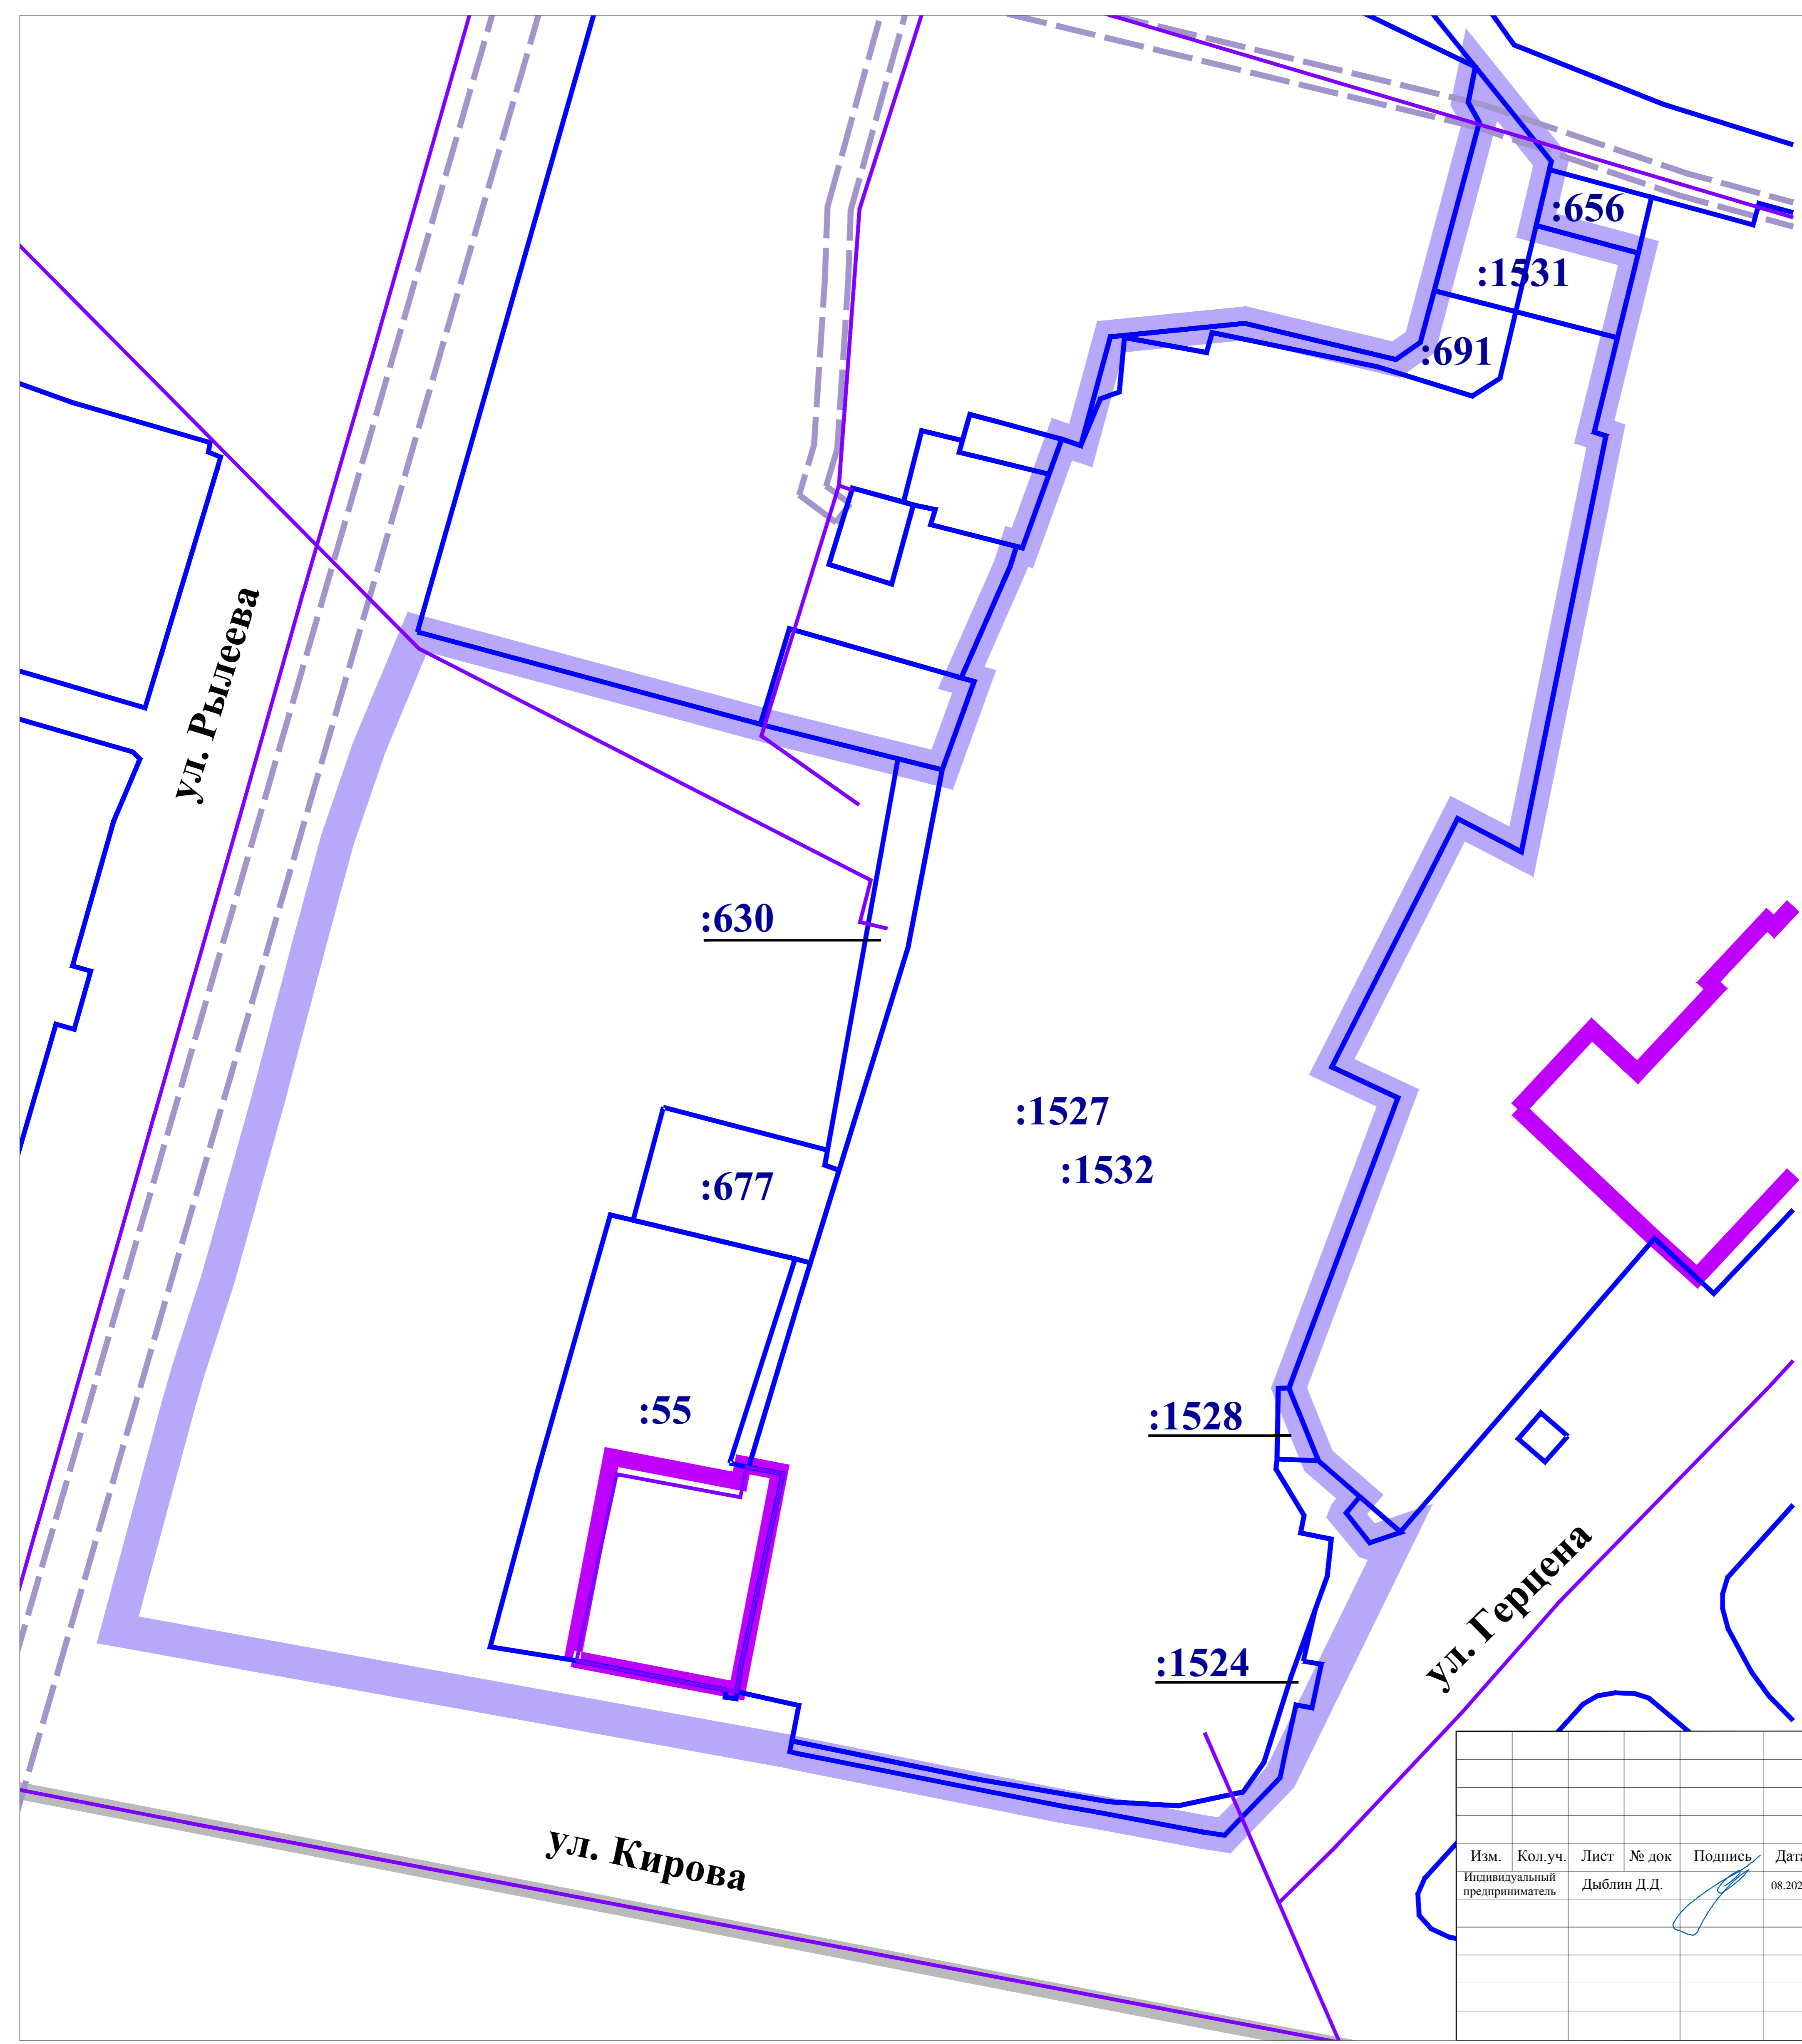 :656
:1531
:691
ул. Рылеева
:630
:1527
:1532
:677
:55
:1528
ул. Герцена
:1524
ул. Кирова
Изм. Кол.уч. Лист № док Подпись
Индивидуальный
предприниматель
Дыблин Д.Д.